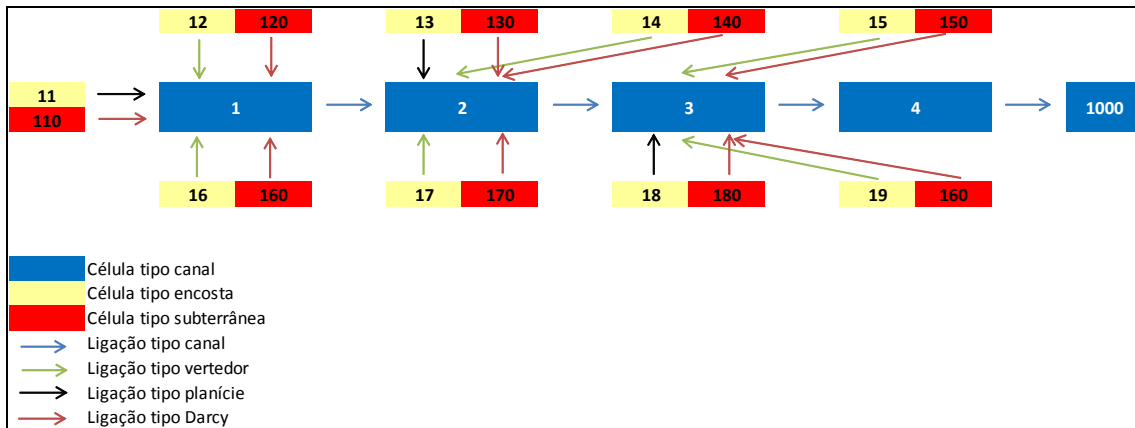 12 120 13 130 14 140 15 150
11
110
1 2 3 4 1000
16 160 17 170 18 180 19 160
Célula tipo canal
Célula tipo encosta
Célula tipo subterrânea
Ligação tipo canal
Ligação tipo vertedor
Ligação tipo planície
Ligação tipo Darcy